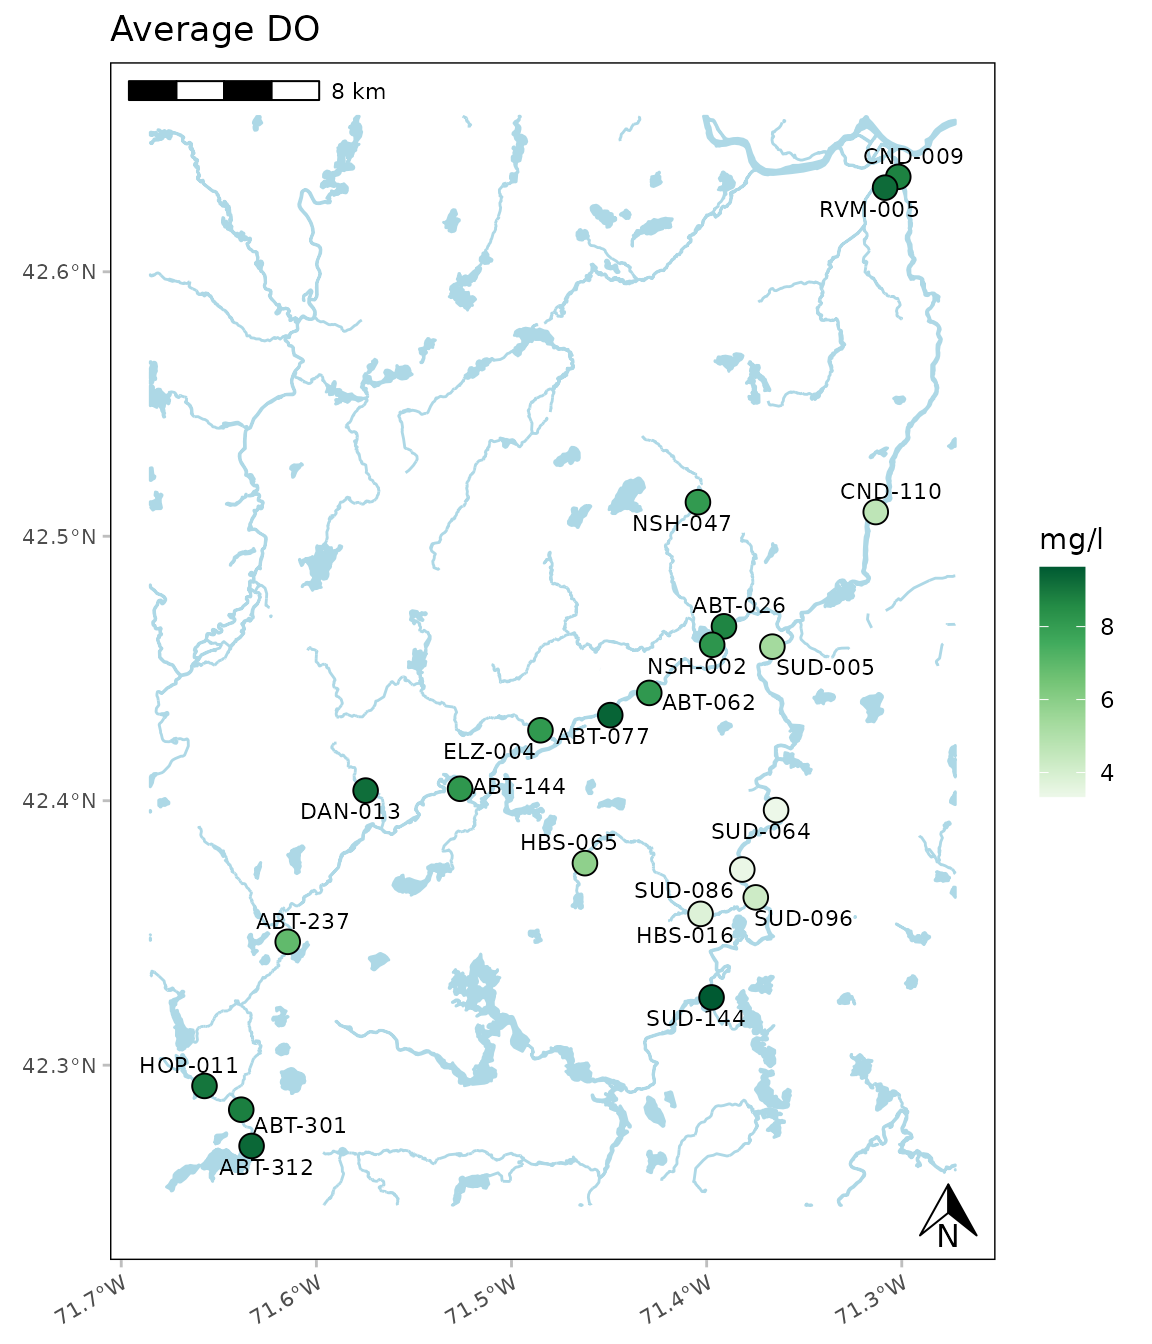 Average DO
8 km
CND-009
RVM-005
42.6°N
CND-110
NSH-047
42.5°N
mg/l
ABT-026
8
NSH-002
SUD-005
ABT-062
6
ABT-077
ELZ-004
4
ABT-144
42.4°N
DAN-013
SUD-064
HBS-065
SUD-086
SUD-096
ABT-237
HBS-016
SUD-144
HOP-011
42.3°N
ABT-301
ABT-312
N
71.7°W
71.6°W
71.5°W
71.4°W
71.3°W